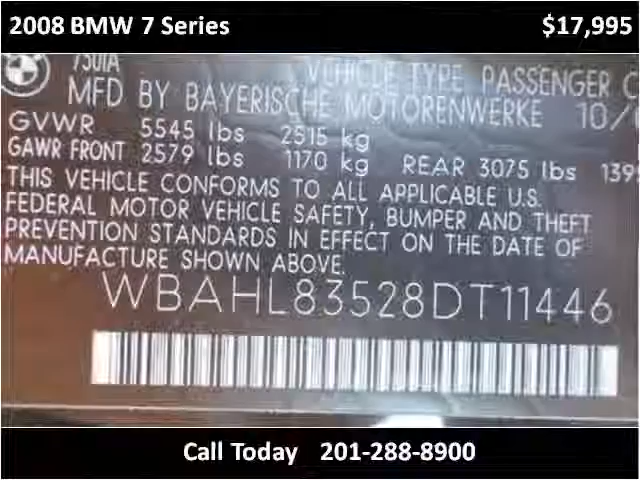 2008 BMW 7 Series $17,995
750iA VEHICLE TYPE PASSENGER C
MFD BY BAYERISCHE MOTORENWERKE 10/
GVWR 5545 lbs 2515 kg
GAWR FRONT 2579 lbs 1170 kg REAR 3075 lbs 1395
THIS VEHICLE CONFORMS TO ALL APPLICABLE U.S.
FEDERAL MOTOR VEHICLE SAFETY, BUMPER AND THEFT
PREVENTION STANDARDS IN EFFECT ON THE DATE OF
MANUFACTURE SHOWN ABOVE.
WBAHL83528DT11446
Call Today 201-288-8900